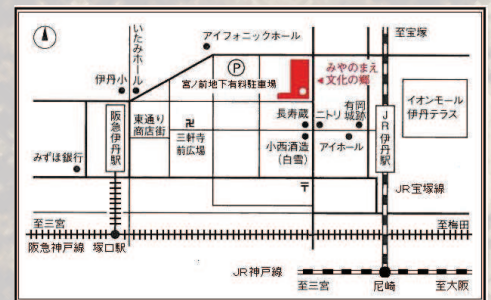 いたみホール
アイフォニックホール
至宝塚
伊丹小
P
宮ノ前地下有料駐車場
みやのまえ
◀文化の郷
イオンモール
伊丹テラス
阪急伊丹駅
東通り
商店街
三軒寺
前広場
長寿蔵
ニトリ
有岡
城跡
JR伊丹駅
小西酒造
(白雪)
アイホール
みずほ銀行
〒
JR宝塚線
至三宮
至梅田
阪急神戸線
塚口駅
JR神戸線
至三宮
尼崎
至大阪